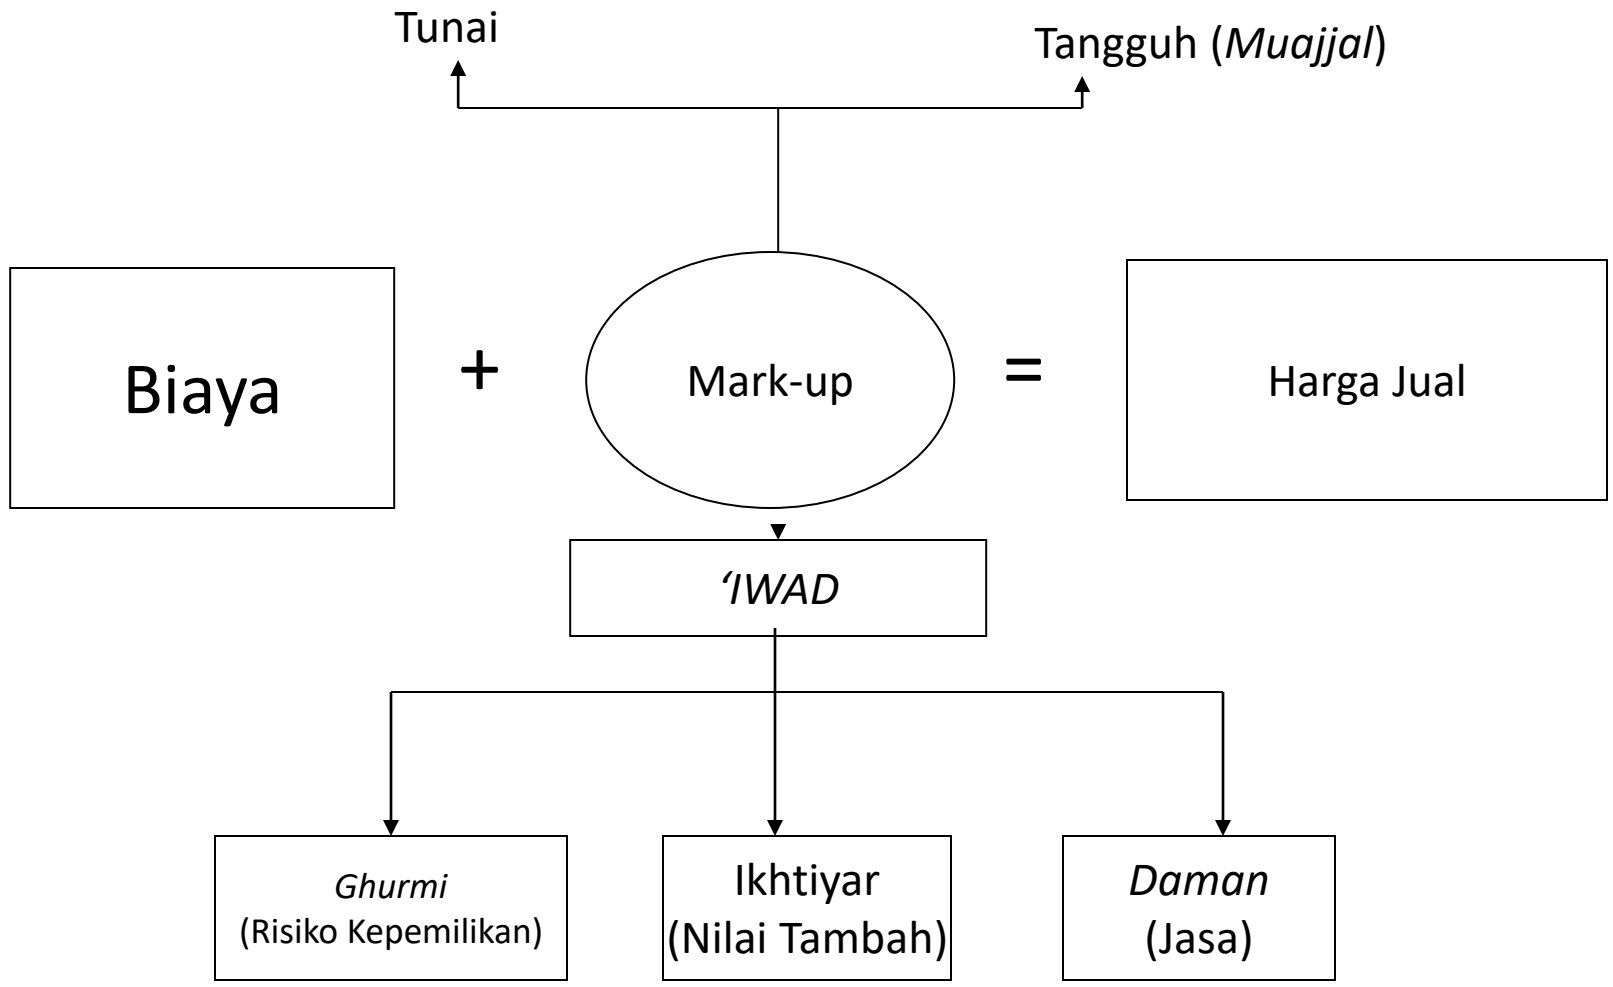 Tunai
Tangguh (Muajjal)
Biaya
+
Mark-up
=
Harga Jual
‘IWAD
Ghurmi
(Risiko Kepemilikan)
Ikhtiyar
(Nilai Tambah)
Daman
(Jasa)